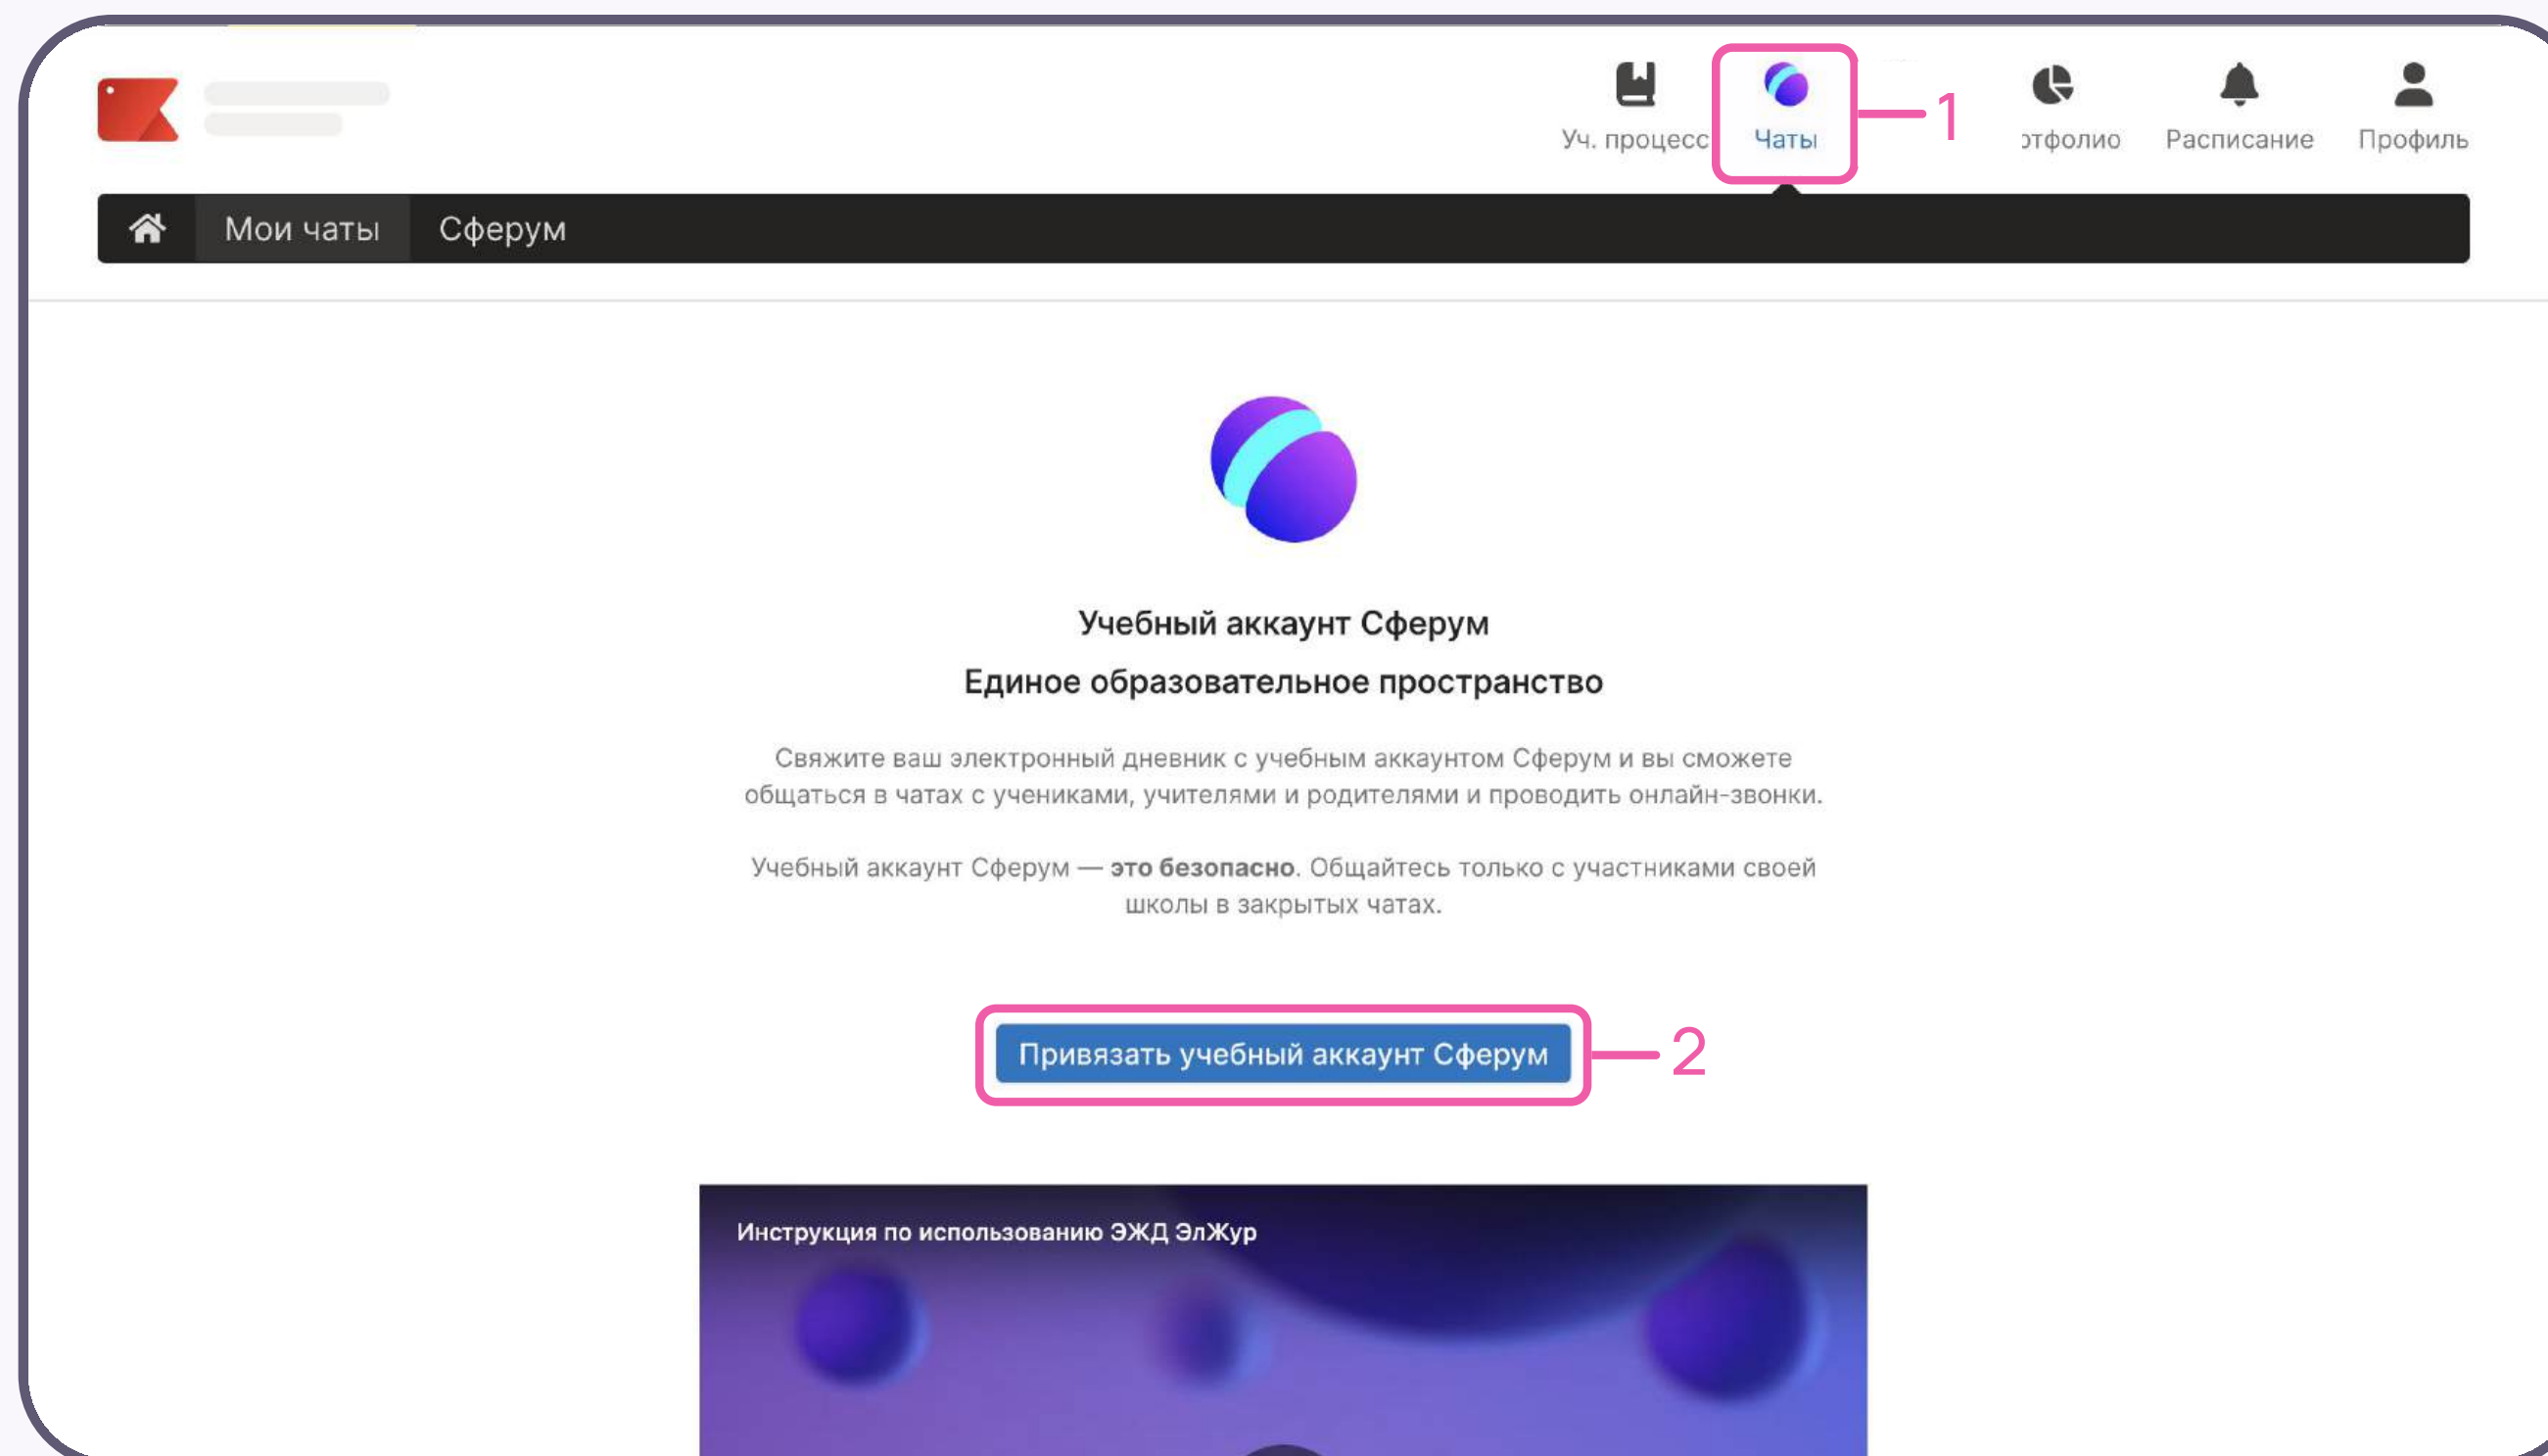 Уч. процесс
Чаты
1
отфолио
Расписание
Профиль
Мои чаты
Сферум
Учебный аккаунт Сферум
Единое образовательное пространство
Свяжите ваш электронный дневник с учебным аккаунтом Сферум и вы сможете
общаться в чатах с учениками, учителями и родителями и проводить онлайн-звонки.
Учебный аккаунт Сферум — это безопасно. Общайтесь только с участниками своей
школы в закрытых чатах.
Привязать учебный аккаунт Сферум
2
Инструкция по использованию ЭЖД ЭлЖур